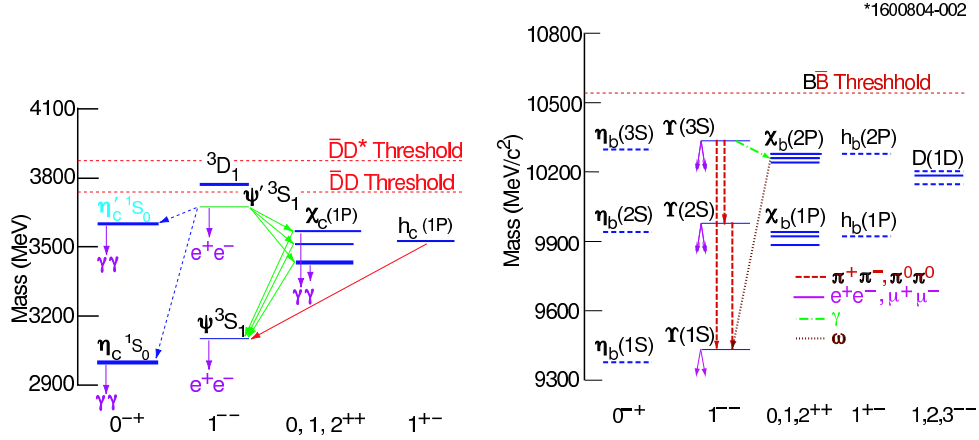 *1600804-002
4100
3800
3500
3200
2900
Mass (MeV)
D̄D* Threshold
D̄D Threshold
³D₁
ψ′ ³S₁
η′c ¹S₀
χc(1P)
hc(1P)
e⁺e⁻
γγ
γ γ
ψ ³S₁
ηc ¹S₀
e⁺e⁻
γγ
0⁻⁺ 1⁻⁻ 0, 1, 2⁺⁺ 1⁺⁻
10800
10500
10200
9900
9600
9300
Mass (MeV/c²)
BB̄ Threshhold
ηb(3S) ϒ(3S) χb(2P) hb(2P)
D(1D)
ηb(2S) ϒ(2S) χb(1P) hb(1P)
π⁺π⁻, π⁰π⁰
e⁺e⁻, μ⁺μ⁻
γ
ω
ηb(1S) ϒ(1S)
0⁻⁺ 1⁻⁻ 0,1,2⁺⁺ 1⁺⁻ 1,2,3⁻⁻